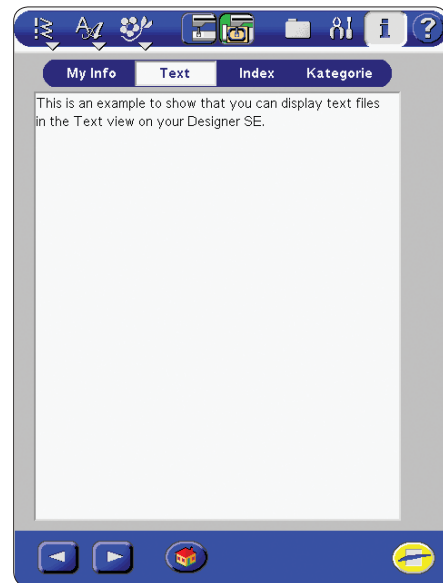 My Info Text Index Kategorie
This is an example to show that you can display text files
in the Text view on your Designer SE.